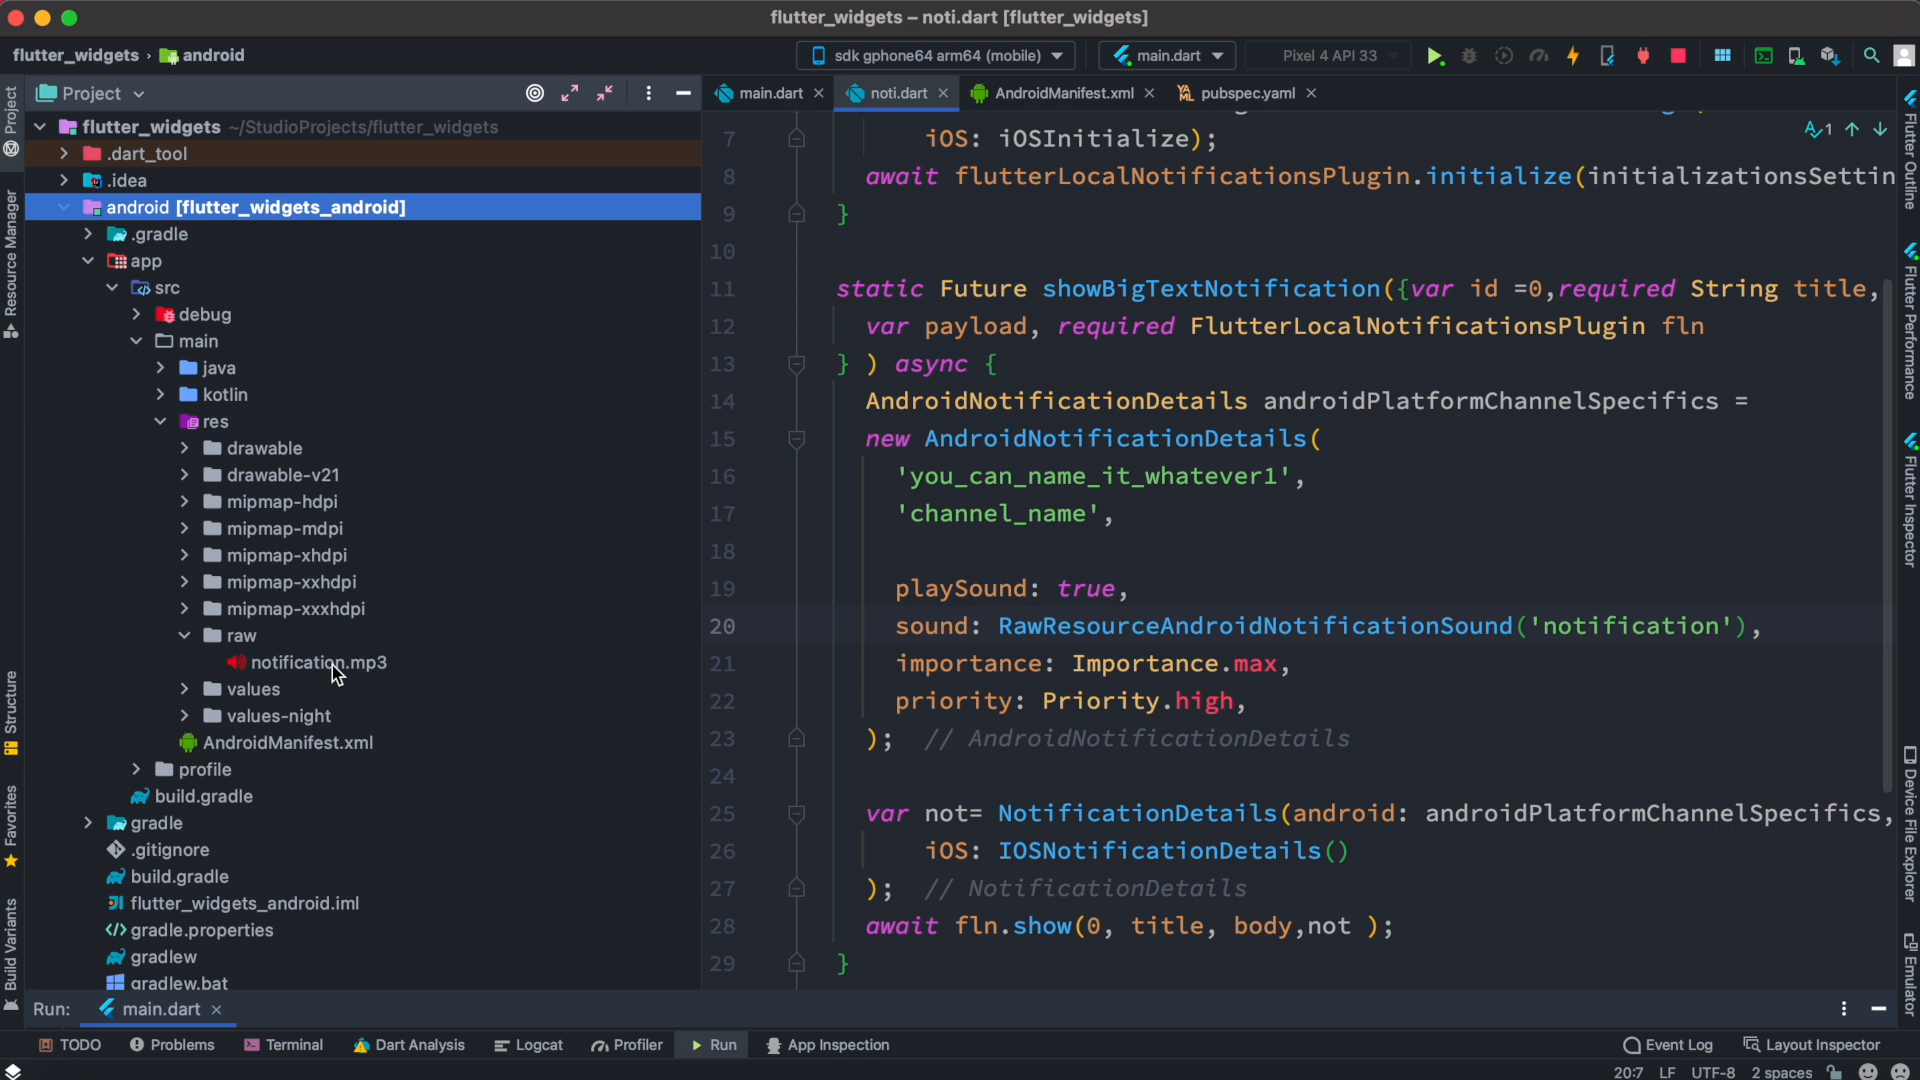 flutter_widgets – noti.dart [flutter_widgets]
flutter_widgets › android
sdk gphone64 arm64 (mobile)
main.dart
Pixel 4 API 33
Project
main.dart
noti.dart
AndroidManifest.xml
pubspec.yaml
flutter_widgets ~/StudioProjects/flutter_widgets
.dart_tool
.idea
android [flutter_widgets_android]
.gradle
app
src
debug
main
java
kotlin
res
drawable
drawable-v21
mipmap-hdpi
mipmap-mdpi
mipmap-xhdpi
mipmap-xxhdpi
mipmap-xxxhdpi
raw
notification.mp3
values
values-night
AndroidManifest.xml
profile
build.gradle
gradle
.gitignore
build.gradle
flutter_widgets_android.iml
gradle.properties
gradlew
gradlew.bat
1
7 iOS: iOSInitialize);
8 await flutterLocalNotificationsPlugin.initialize(initializationsSettin
9 }
10
11 static Future showBigTextNotification({var id =0,required String title,
12 var payload, required FlutterLocalNotificationsPlugin fln
13 } ) async {
14 AndroidNotificationDetails androidPlatformChannelSpecifics =
15 new AndroidNotificationDetails(
16 'you_can_name_it_whatever1',
17 'channel_name',
18
19 playSound: true,
20 sound: RawResourceAndroidNotificationSound('notification'),
21 importance: Importance.max,
22 priority: Priority.high,
23 ); // AndroidNotificationDetails
24
25 var not= NotificationDetails(android: androidPlatformChannelSpecifics,
26 iOS: IOSNotificationDetails()
27 ); // NotificationDetails
28 await fln.show(0, title, body,not );
29 }
Project
Resource Manager
Structure
Favorites
Build Variants
Flutter Outline
Flutter Performance
Flutter Inspector
Device File Explorer
Emulator
Run: main.dart
TODO Problems Terminal Dart Analysis Logcat Profiler Run App Inspection Event Log Layout Inspector
20:7 LF UTF-8 2 spaces